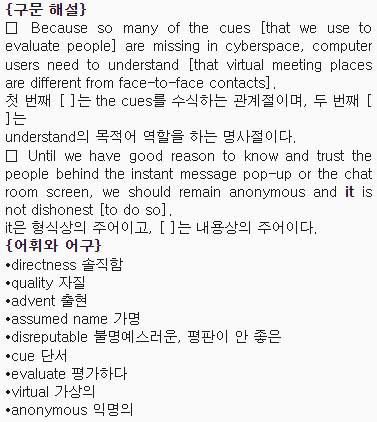 {구문 해설}
□ Because so many of the cues [that we use to
evaluate people] are missing in cyberspace, computer
users need to understand [that virtual meeting places
are different from face-to-face contacts].
첫 번째 [ ]는 the cues를 수식하는 관계절이며, 두 번째 [
]는
understand의 목적어 역할을 하는 명사절이다.
□ Until we have good reason to know and trust the
people behind the instant message pop-up or the chat
room screen, we should remain anonymous and it is
not dishonest [to do so].
it은 형식상의 주어이고, [ ]는 내용상의 주어이다.
{어휘와 어구}
•directness 솔직함
•quality 자질
•advent 출현
•assumed name 가명
•disreputable 불명예스러운, 평판이 안 좋은
•cue 단서
•evaluate 평가하다
•virtual 가상의
•anonymous 익명의